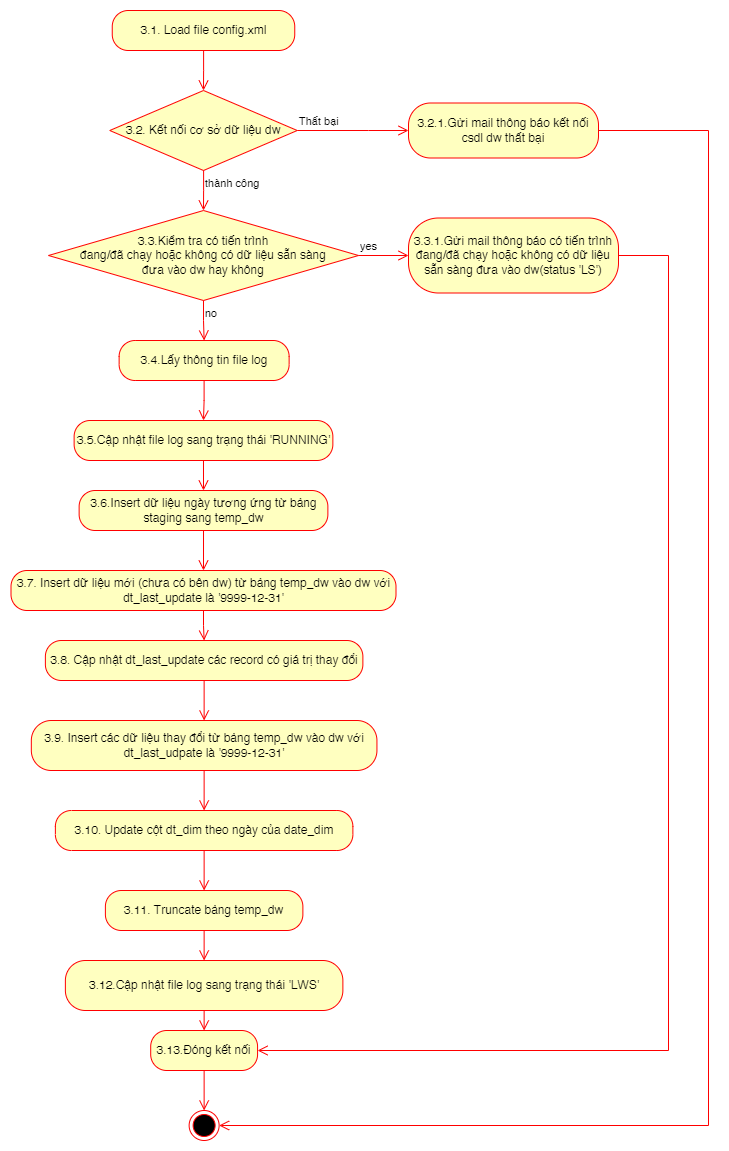 3.1. Load file config.xml
3.2. Kết nối cơ sở dữ liệu dw
Thất bại
3.2.1.Gửi mail thông báo kết nối
csdl dw thất bại
thành công
3.3.Kiểm tra có tiến trình
đang/đã chạy hoặc không có dữ liệu sẵn sàng
đưa vào dw hay không
yes
3.3.1.Gửi mail thông báo có tiến trình
đang/đã chạy hoặc không có dữ liệu
sẵn sàng đưa vào dw(status 'LS')
no
3.4.Lấy thông tin file log
3.5.Cập nhật file log sang trạng thái 'RUNNING'
3.6.Insert dữ liệu ngày tương ứng từ bảng
staging sang temp_dw
3.7. Insert dữ liệu mới (chưa có bên dw) từ bảng temp_dw vào dw với
dt_last_update là '9999-12-31'
3.8. Cập nhật dt_last_update các record có giá trị thay đổi
3.9. Insert các dữ liệu thay đổi từ bảng temp_dw vào dw với
dt_last_udpate là '9999-12-31'
3.10. Update cột dt_dim theo ngày của date_dim
3.11. Truncate bảng temp_dw
3.12.Cập nhật file log sang trạng thái 'LWS'
3.13.Đóng kết nối